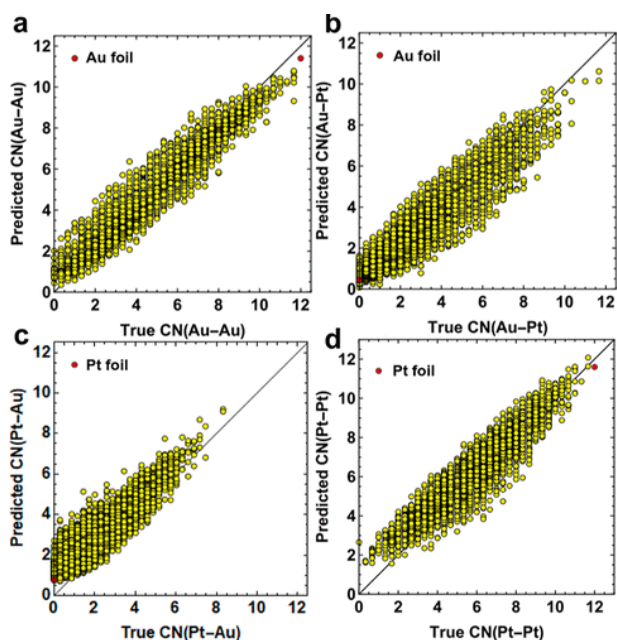 a
Au foil
Predicted CN(Au–Au)
12
10
8
6
4
2
0
0 2 4 6 8 10 12
True CN(Au–Au)
b
Au foil
Predicted CN(Au–Pt)
12
10
8
6
4
2
0
0 2 4 6 8 10 12
True CN(Au–Pt)
c
Pt foil
Predicted CN(Pt–Au)
12
10
8
6
4
2
0
0 2 4 6 8 10 12
True CN(Pt–Au)
d
Pt foil
Predicted CN(Pt–Pt)
12
10
8
6
4
2
0
0 2 4 6 8 10 12
True CN(Pt–Pt)